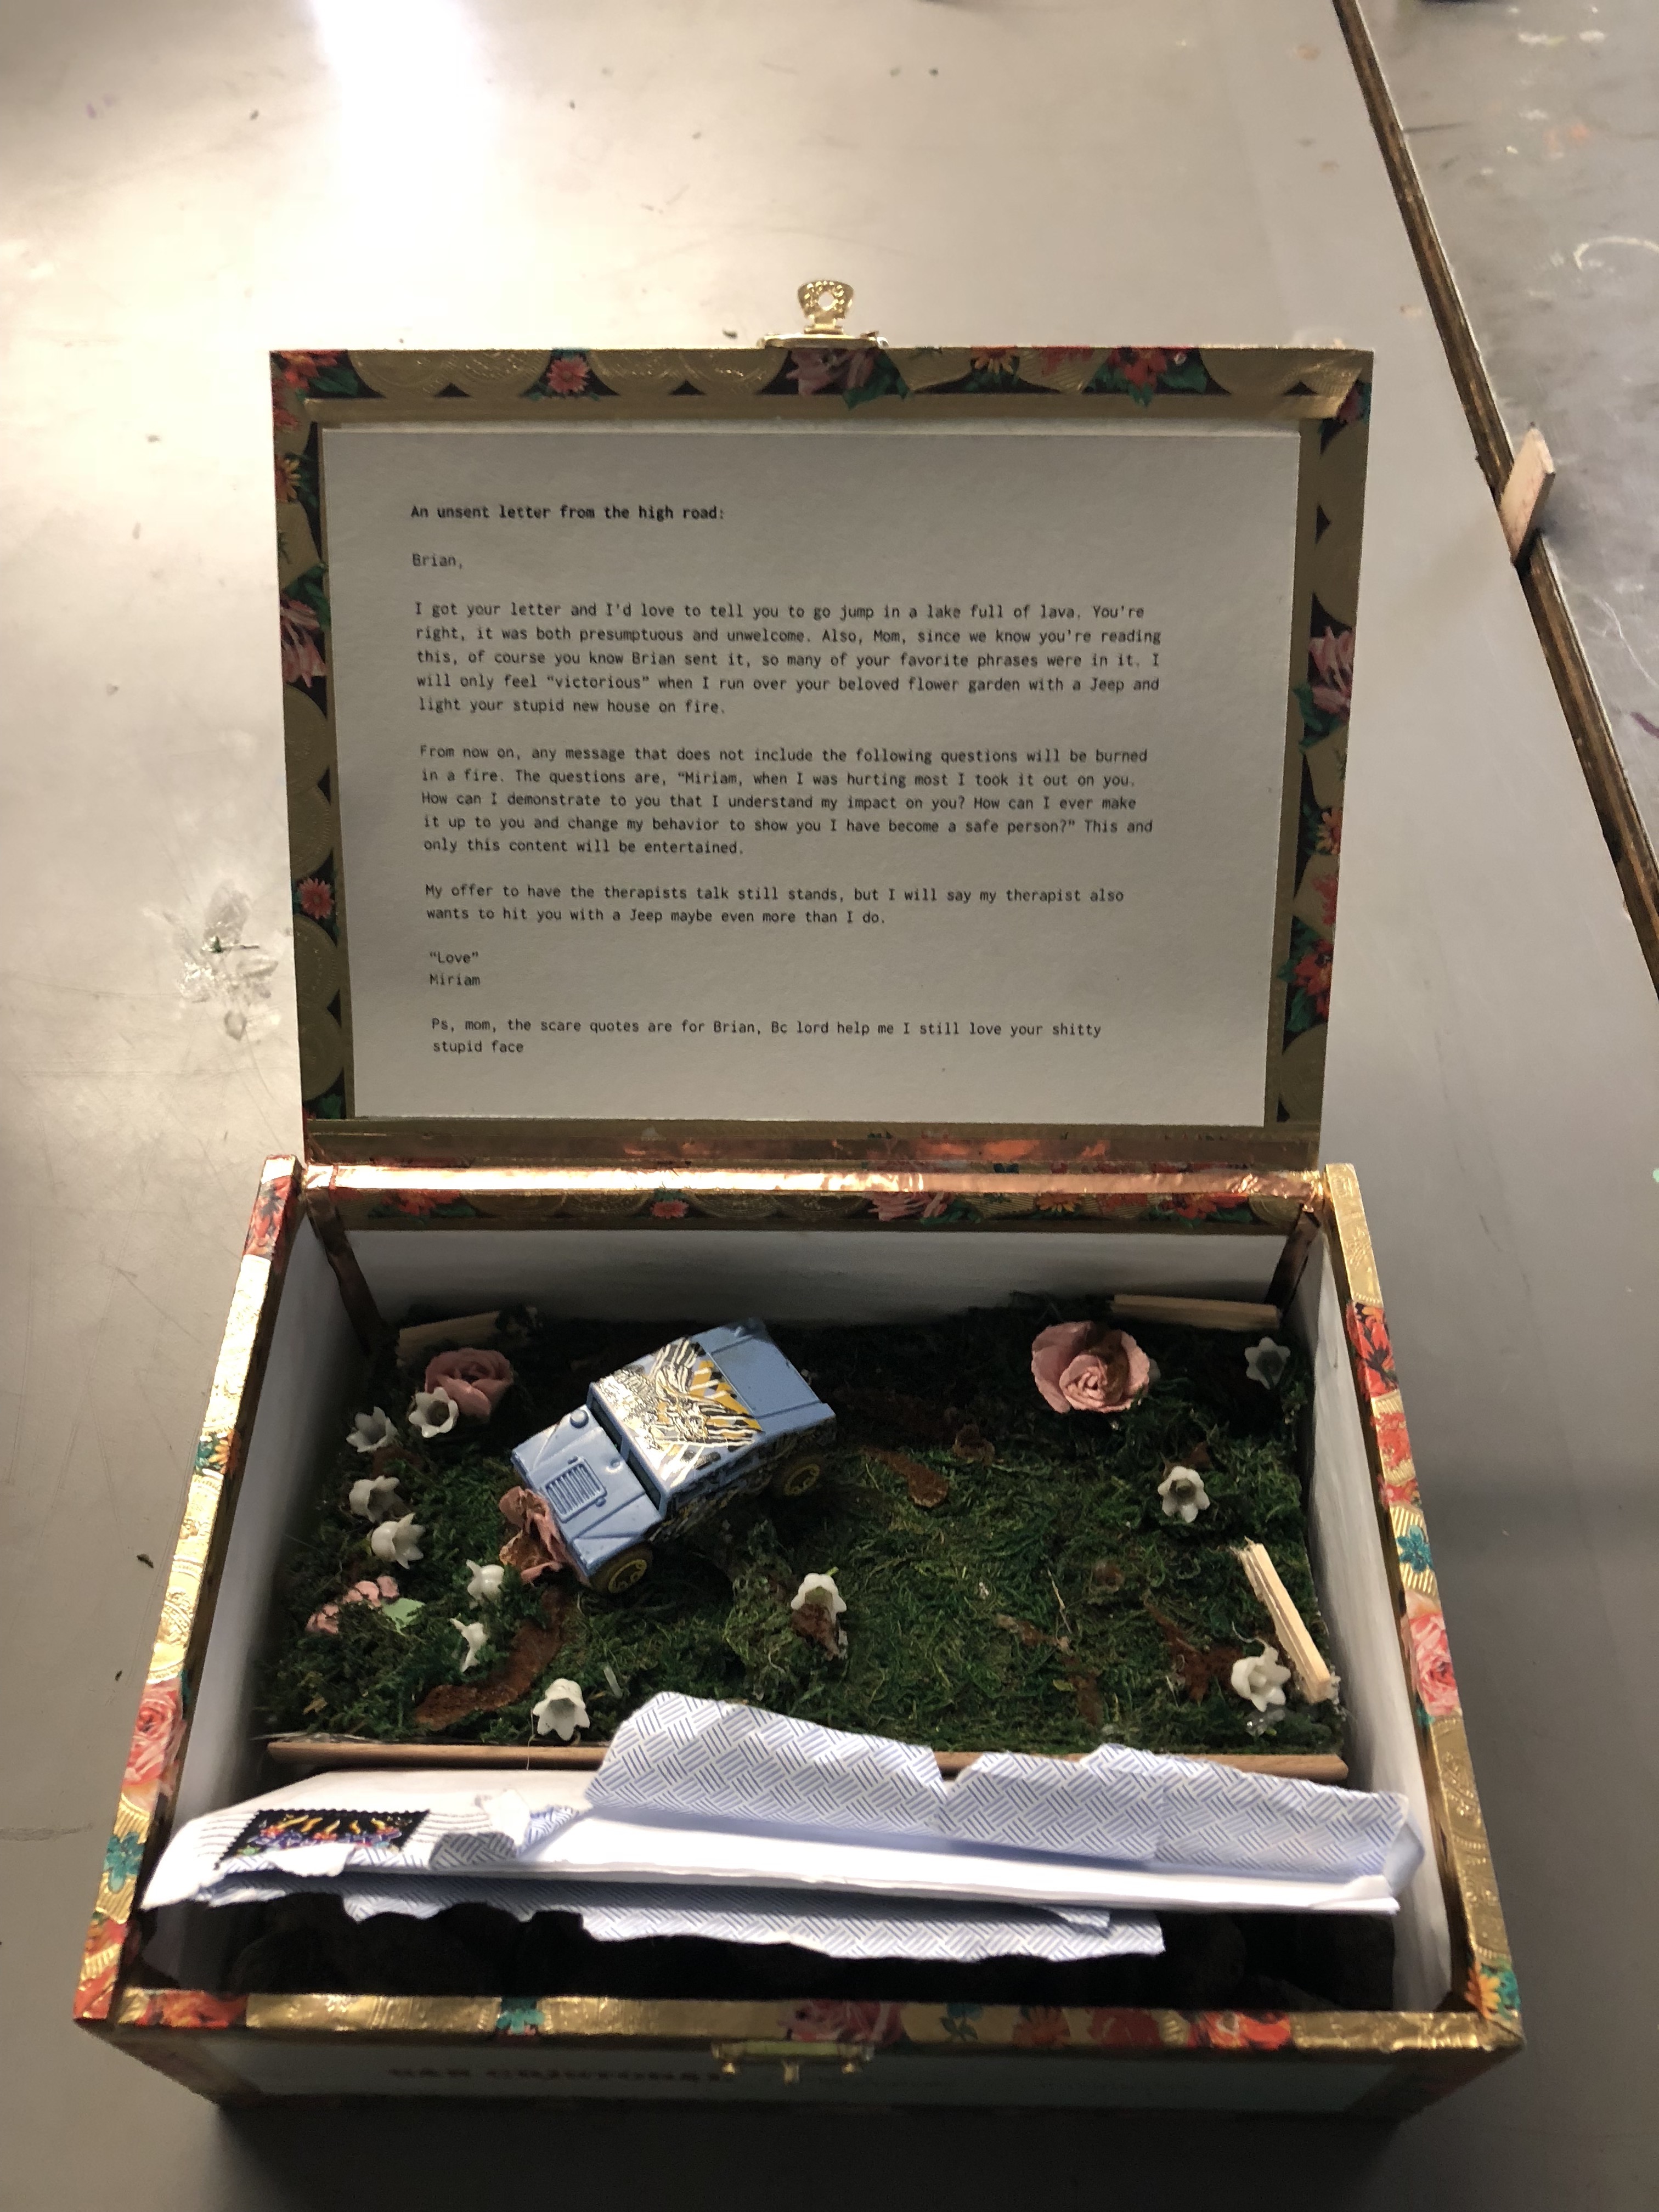 An unsent letter from the high road:
Brian,
I got your letter and I'd love to tell you to go jump in a lake full of lava. You're
right, it was both presumptuous and unwelcome. Also, Mom, since we know you're reading
this, of course you know Brian sent it, so many of your favorite phrases were in it. I
will only feel “victorious” when I run over your beloved flower garden with a Jeep and
light your stupid new house on fire.
From now on, any message that does not include the following questions will be burned
in a fire. The questions are, “Miriam, when I was hurting most I took it out on you.
How can I demonstrate to you that I understand my impact on you? How can I ever make
it up to you and change my behavior to show you I have become a safe person?” This and
only this content will be entertained.
My offer to have the therapists talk still stands, but I will say my therapist also
wants to hit you with a Jeep maybe even more than I do.
“Love”
Miriam
Ps, mom, the scare quotes are for Brian, Bc lord help me I still love your shitty
stupid face